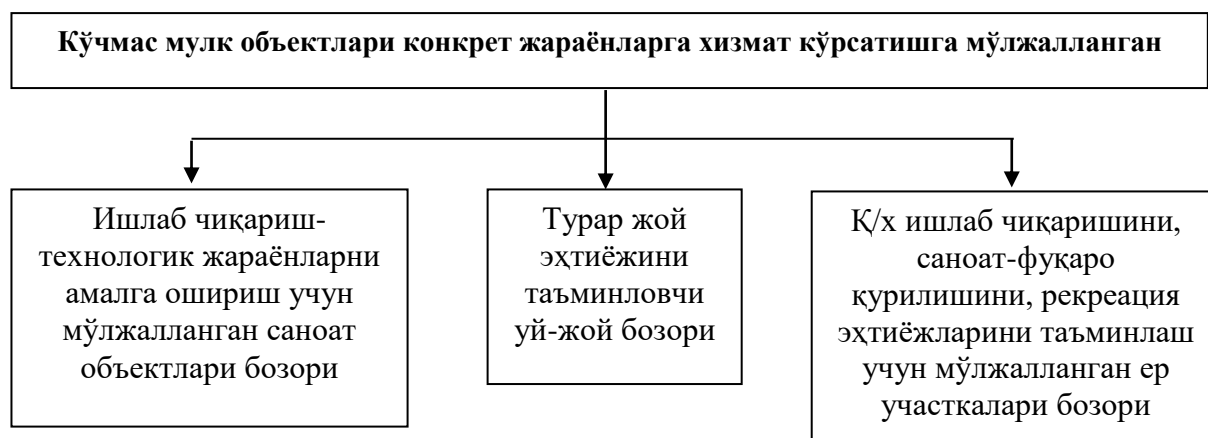 Кўчмас мулк объектлари конкрет жараёнларга хизмат кўрсатишга мўлжалланган
Ишлаб чиқариш-
технологик жараёнларни
амалга ошириш учун
мўлжалланган саноат
объектлари бозори
Турар жой
эҳтиёжини
таъминловчи
уй-жой бозори
Қ/х ишлаб чиқаришини,
саноат-фуқаро
қурилишини, рекреация
эҳтиёжларини таъминлаш
учун мўлжалланган ер
участкалари бозори